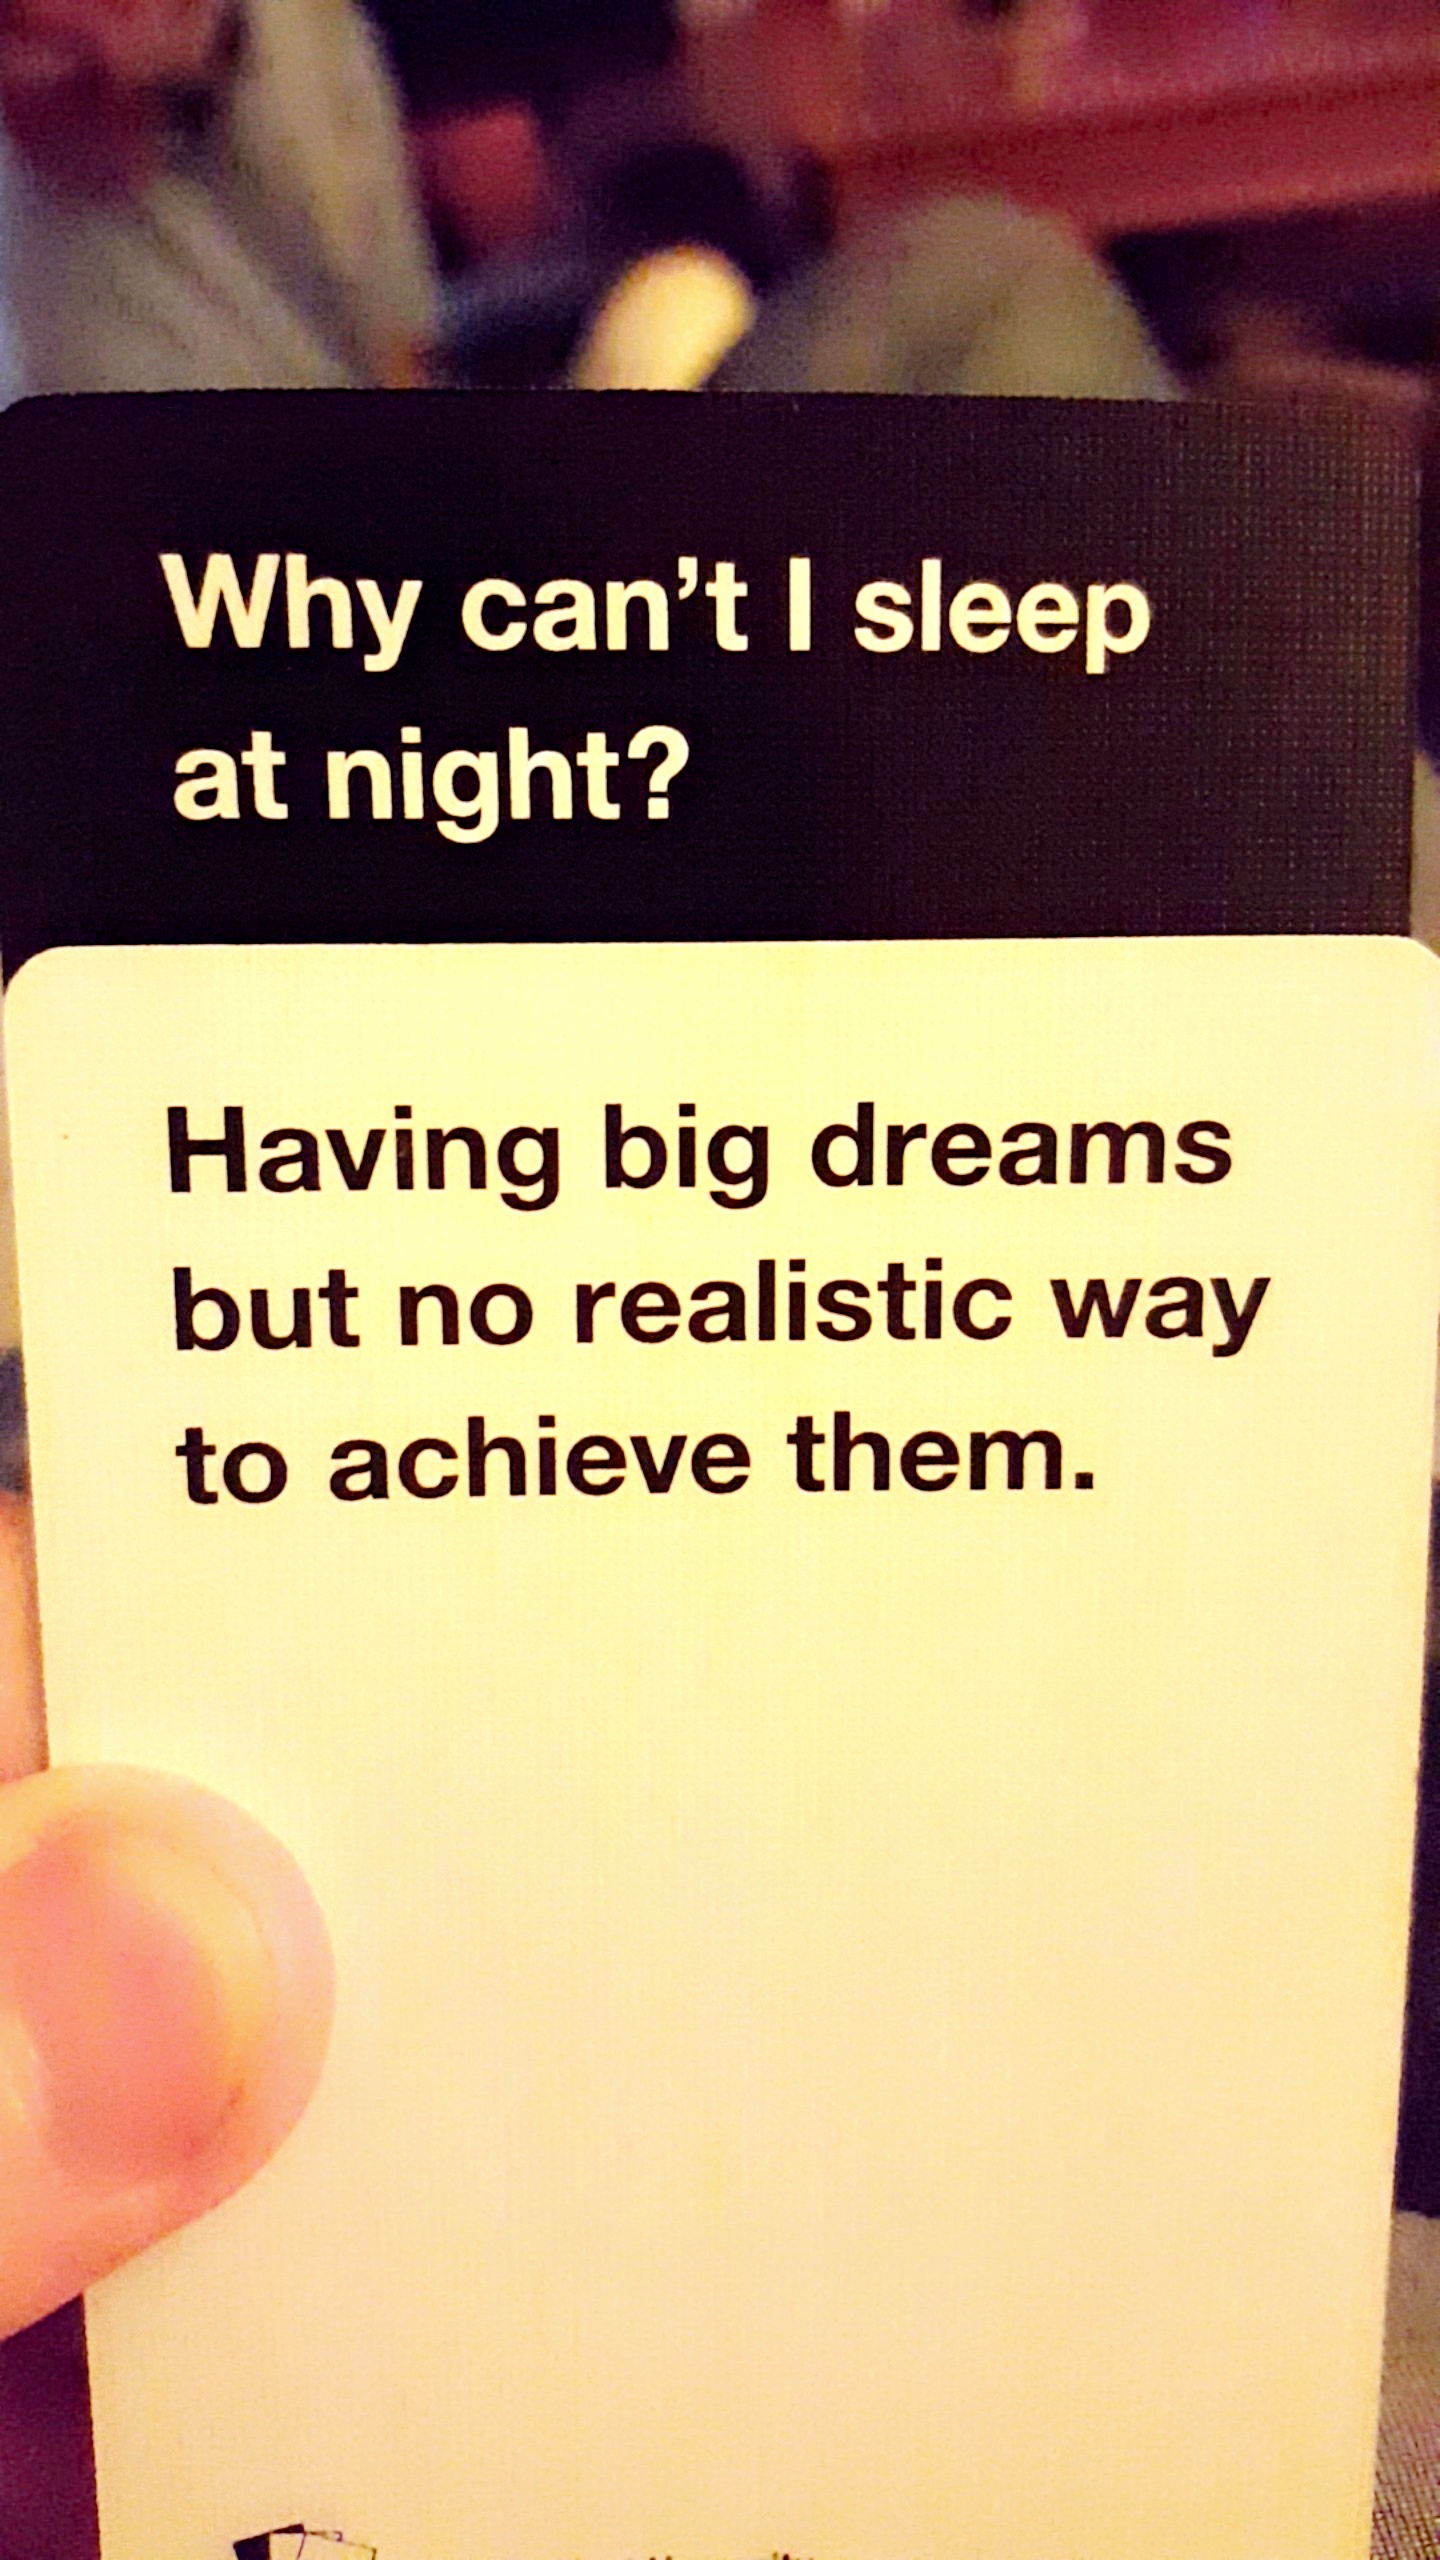 Why can't I sleep
at night?
Having big dreams
but no realistic way
to achieve them.